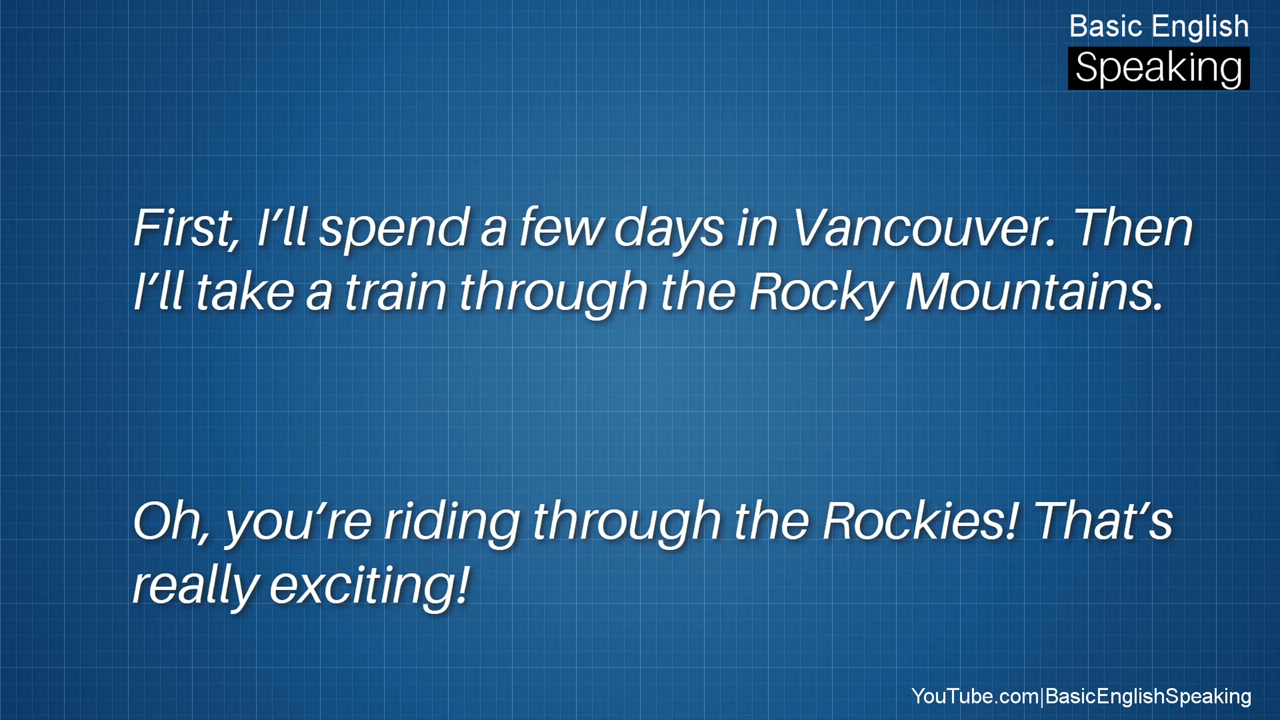 Basic English
Speaking
First, I’ll spend a few days in Vancouver. Then
I’ll take a train through the Rocky Mountains.
Oh, you’re riding through the Rockies! That’s
really exciting!
YouTube.com|BasicEnglishSpeaking